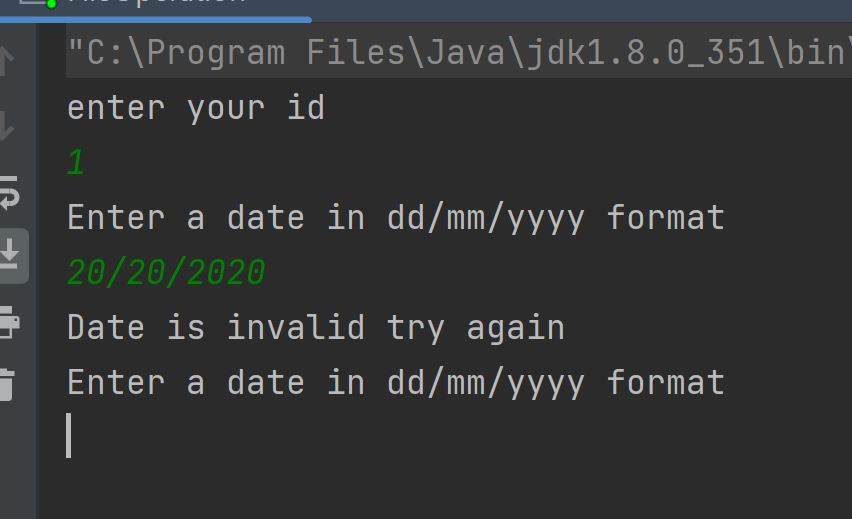 "C:\Program Files\Java\jdk1.8.0_351\bin\
enter your id
1
Enter a date in dd/mm/yyyy format
20/20/2020
Date is invalid try again
Enter a date in dd/mm/yyyy format